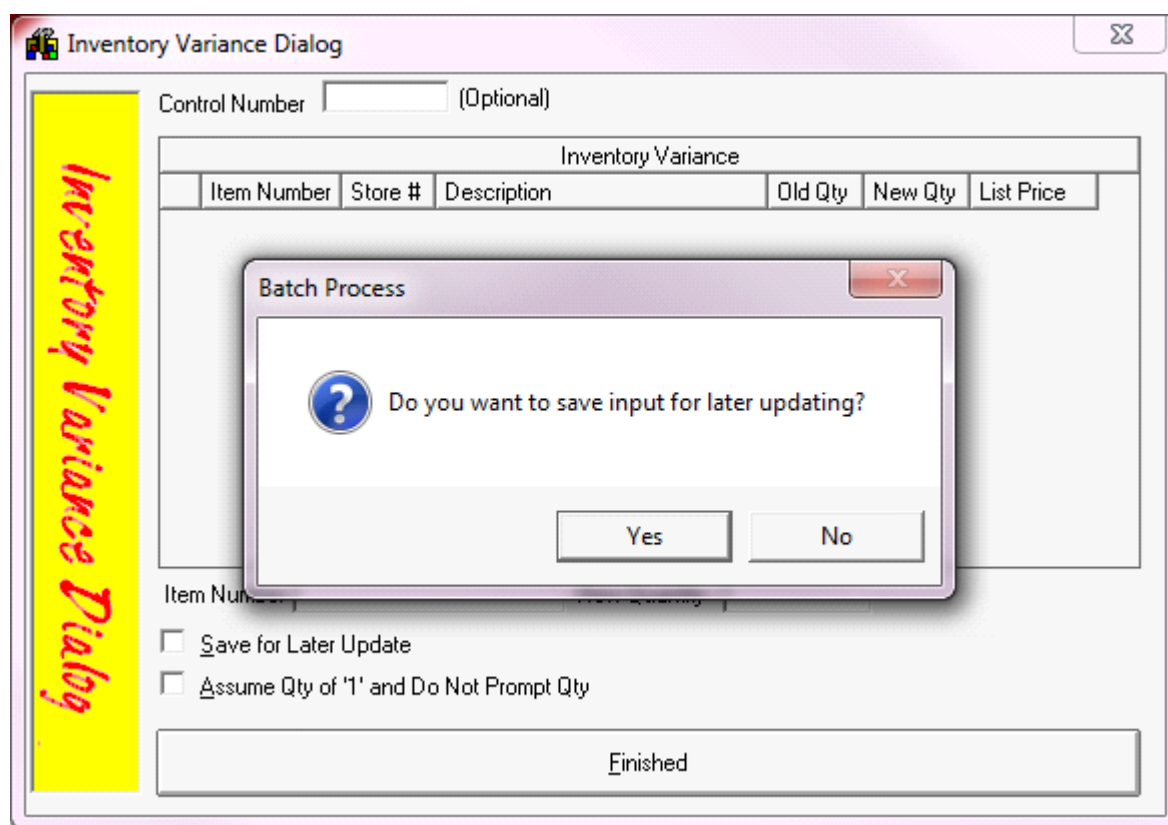 Inventory Variance Dialog
Control Number (Optional)
Inventory Variance
Item Number Store # Description Old Qty New Qty List Price
Inventory Variance Dialog
Batch Process
Do you want to save input for later updating?
Yes No
Item
Save for Later Update
Assume Qty of '1' and Do Not Prompt Qty
Finished